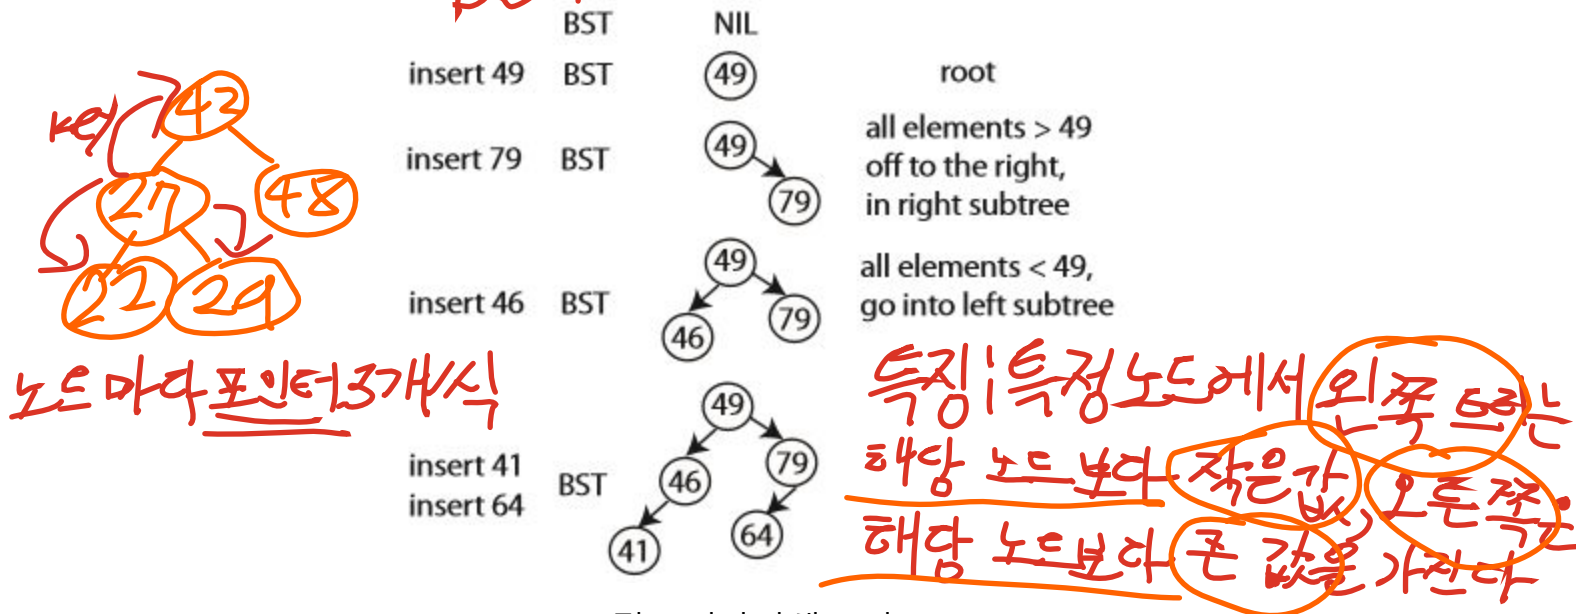 BST NIL
insert 49 BST 49 root
insert 79 BST 49 79
all elements > 49
off to the right,
in right subtree
insert 46 BST 49 46 79
all elements < 49,
go into left subtree
insert 41
insert 64
BST 49 46 79 41 64
key
42
27 48
22 29
노드마다 포인터 3개씩
특징: 특정노드에서 왼쪽 노드는
해당 노드보다 작은값, 오른쪽은
해당 노드보다 큰 값을 가진다